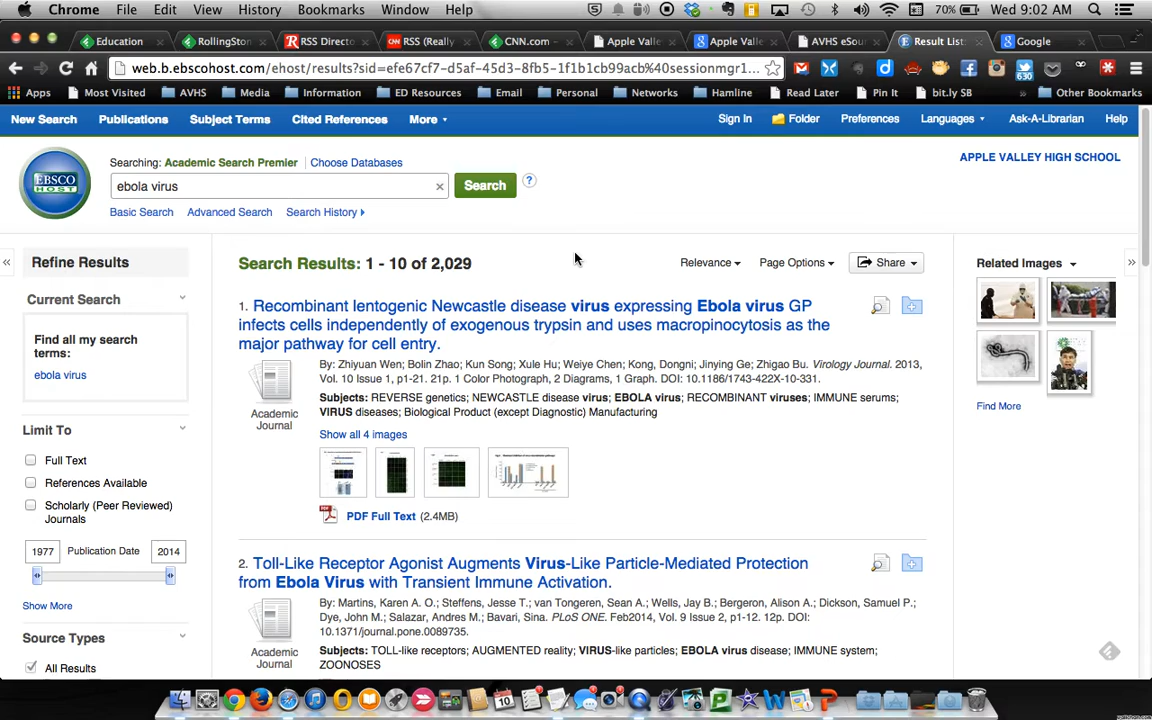 Chrome File Edit View History Bookmarks Window Help 70% Wed 9:02 AM
Education RollingSton RSS Directo RSS (Really CNN.com – Apple Valle Apple Valle AVHS eSou Result List: Google
web.b.ebscohost.com/ehost/results?sid=efe67cf7-d5af-45d3-8fb5-1f1b1cb99acb%40sessionmgr1... 630
Apps Most Visited AVHS Media Information ED Resources Email Personal Networks Hamline Read Later Pin It bit.ly SB » Other Bookmarks
New Search Publications Subject Terms Cited References More Sign In Folder Preferences Languages Ask-A-Librarian Help
Searching: Academic Search Premier Choose Databases
APPLE VALLEY HIGH SCHOOL
EBSCO
HOST
ebola virus × Search ?
Basic Search Advanced Search Search History
« Refine Results
Current Search
Find all my search
terms:
ebola virus
Limit To
Full Text
References Available
Scholarly (Peer Reviewed)
Journals
1977 Publication Date 2014
Show More
Source Types
All Results
Search Results: 1 - 10 of 2,029 Relevance Page Options Share
1. Recombinant lentogenic Newcastle disease virus expressing Ebola virus GP
infects cells independently of exogenous trypsin and uses macropinocytosis as the
major pathway for cell entry.
By: Zhiyuan Wen; Bolin Zhao; Kun Song; Xule Hu; Weiye Chen; Kong, Dongni; Jinying Ge; Zhigao Bu. Virology Journal. 2013,
Vol. 10 Issue 1, p1-21. 21p. 1 Color Photograph, 2 Diagrams, 1 Graph. DOI: 10.1186/1743-422X-10-331.
Academic
Journal
Subjects: REVERSE genetics; NEWCASTLE disease virus; EBOLA virus; RECOMBINANT viruses; IMMUNE serums;
VIRUS diseases; Biological Product (except Diagnostic) Manufacturing
Show all 4 images
PDF Full Text (2.4MB)
2. Toll-Like Receptor Agonist Augments Virus-Like Particle-Mediated Protection
from Ebola Virus with Transient Immune Activation.
By: Martins, Karen A. O.; Steffens, Jesse T.; van Tongeren, Sean A.; Wells, Jay B.; Bergeron, Alison A.; Dickson, Samuel P.;
Dye, John M.; Salazar, Andres M.; Bavari, Sina. PLoS ONE. Feb2014, Vol. 9 Issue 2, p1-12. 12p. DOI:
10.1371/journal.pone.0089735.
Academic
Journal
Subjects: TOLL-like receptors; AUGMENTED reality; VIRUS-like particles; EBOLA virus disease; IMMUNE system;
ZOONOSES
Related Images »
Find More